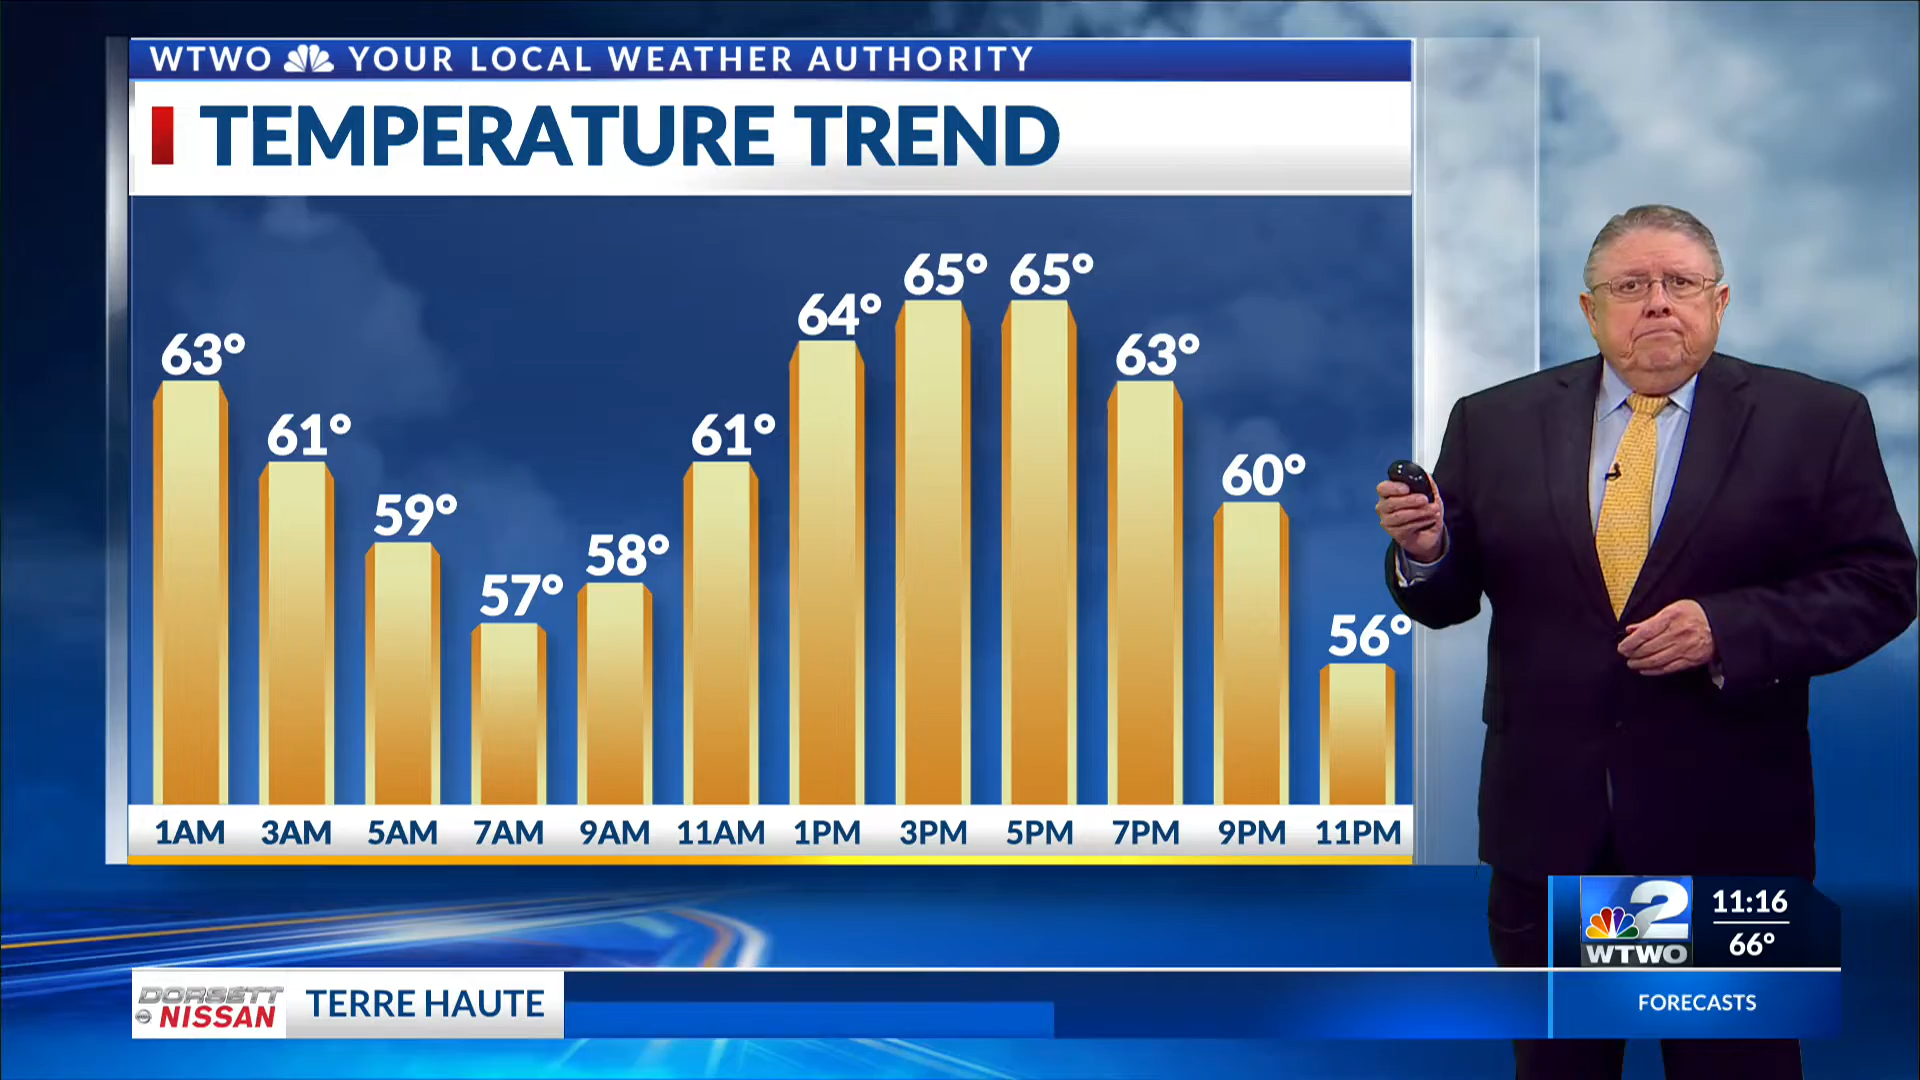 WTWO YOUR LOCAL WEATHER AUTHORITY
TEMPERATURE TREND
63° 61° 59° 57° 58° 61° 64° 65° 65° 63° 60° 56°
1AM 3AM 5AM 7AM 9AM 11AM 1PM 3PM 5PM 7PM 9PM 11PM
2
WTWO
11:16
66°
DORSETT
NISSAN
TERRE HAUTE
FORECASTS